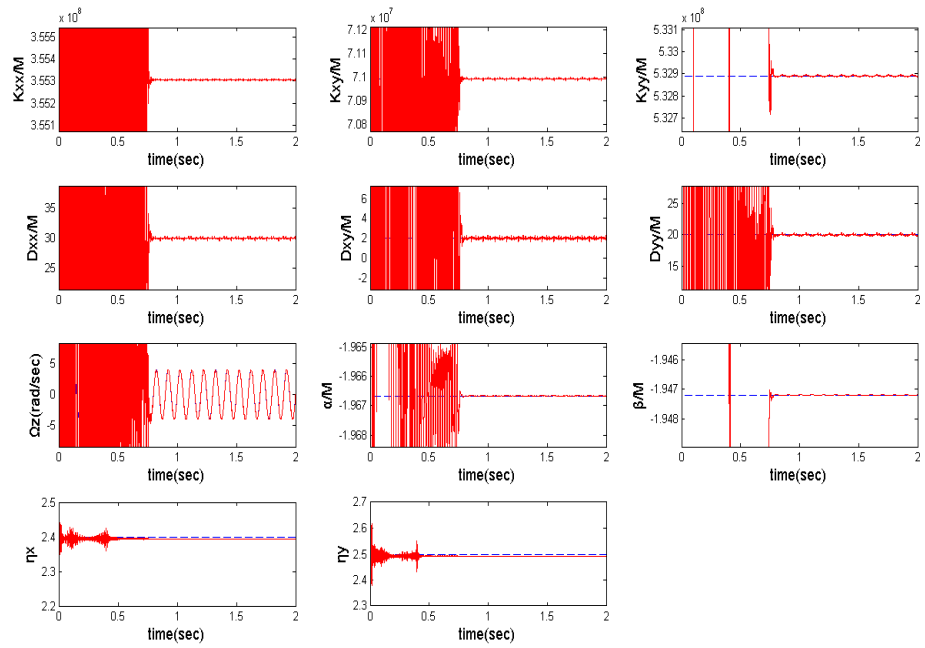 x 10^8 x 10^7 x 10^8
Kxx/M 3.555 3.554 3.553 3.552 3.551
0 0.5 1 1.5 2
time(sec)
Kxy/M 7.12 7.11 7.1 7.09 7.08
0 0.5 1 1.5 2
time(sec)
Kyy/M 5.331 5.33 5.329 5.328 5.327
0 0.5 1 1.5 2
time(sec)
Dxx/M 35 30 25
0 0.5 1 1.5 2
time(sec)
Dxy/M 6 4 2 0 -2
0 0.5 1 1.5 2
time(sec)
Dyy/M 25 20 15
0 0.5 1 1.5 2
time(sec)
Ωz(rad/sec) 5 0 -5
0 0.5 1 1.5 2
time(sec)
α/M -1.965 -1.966 -1.967 -1.968
0 0.5 1 1.5 2
time(sec)
β/M -1.946 -1.947 -1.948
0 0.5 1 1.5 2
time(sec)
ηx 2.5 2.4 2.3 2.2
0 0.5 1 1.5 2
time(sec)
ηy 2.7 2.6 2.5 2.4 2.3
0 0.5 1 1.5 2
time(sec)